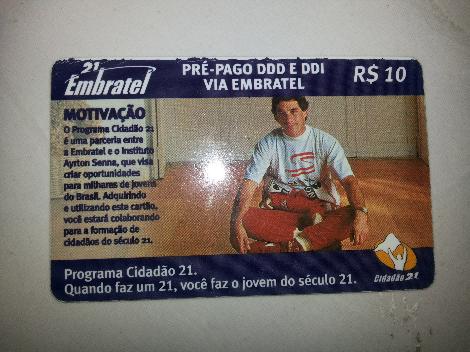 21
Embratel
PRÉ-PAGO DDD E DDI
VIA EMBRATEL
R$ 10
MOTIVAÇÃO
O Programa Cidadão 21
é uma parceria entre
a Embratel e o Instituto
Ayrton Senna, que visa
criar oportunidades
para milhares de jovens
do Brasil. Adquirindo
e utilizando este cartão,
você estará colaborando
para a formação de
cidadãos do século 21.
Programa Cidadão 21.
Quando faz um 21, você faz o jovem do século 21.
Cidadão 21